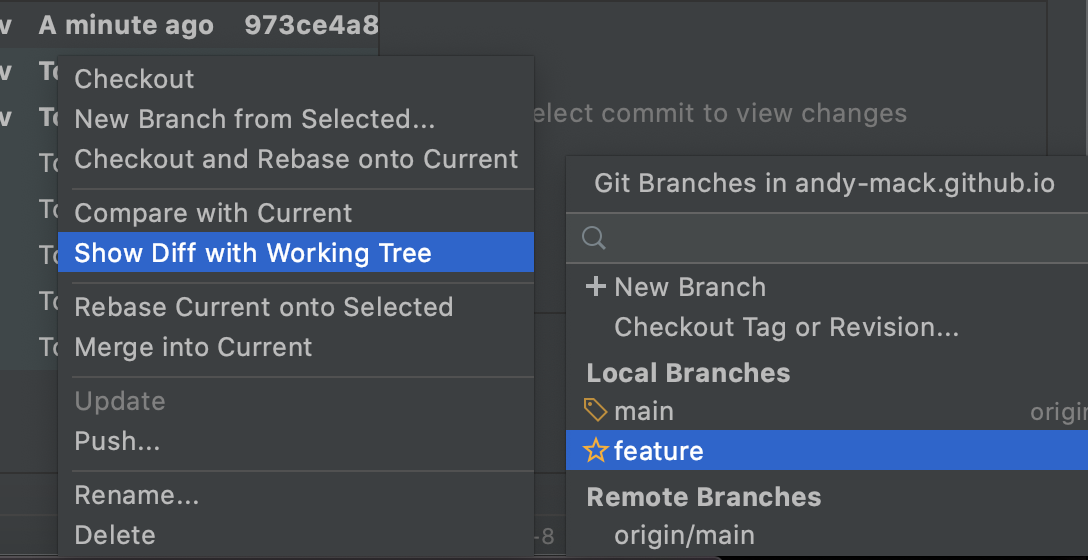 A minute ago 973ce4a8
Checkout
New Branch from Selected...
elect commit to view changes
Checkout and Rebase onto Current
Compare with Current
Show Diff with Working Tree
Rebase Current onto Selected
Merge into Current
Update
Push...
Rename...
Delete
-8
Git Branches in andy-mack.github.io
New Branch
Checkout Tag or Revision...
Local Branches
main origin
feature
Remote Branches
origin/main